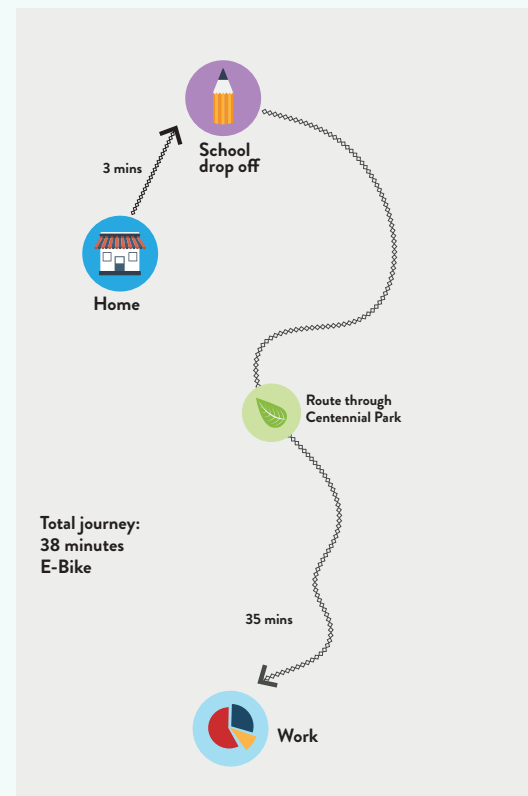 School
drop off
3 mins
Home
Route through
Centennial Park
Total journey:
38 minutes
E-Bike
35 mins
Work